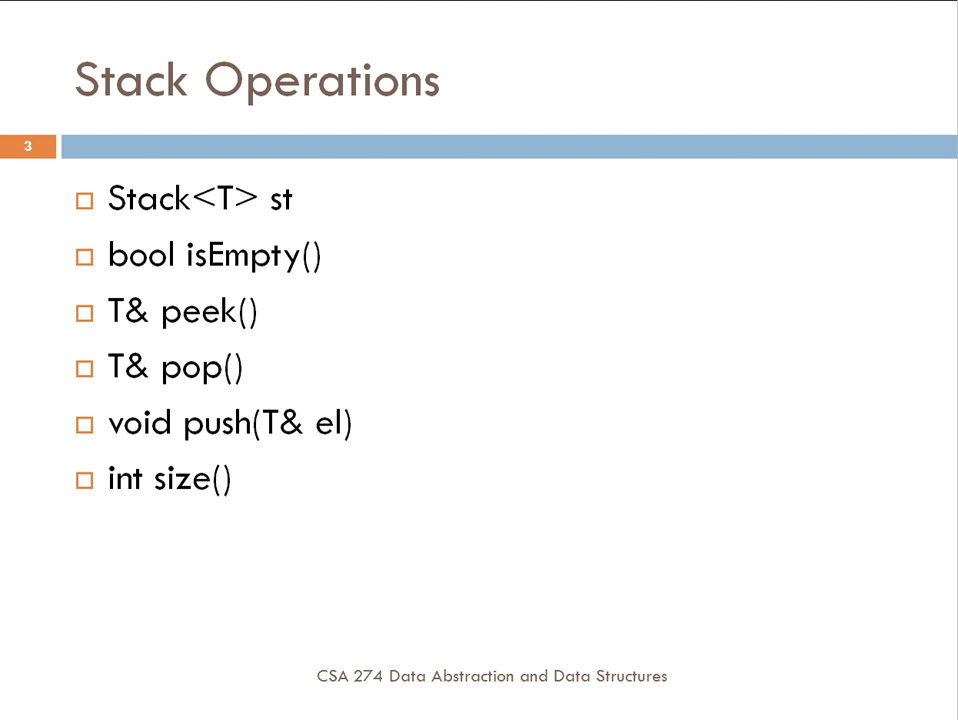 Stack Operations
3
Stack<T> st
bool isEmpty()
T& peek()
T& pop()
void push(T& el)
int size()
CSA 274 Data Abstraction and Data Structures